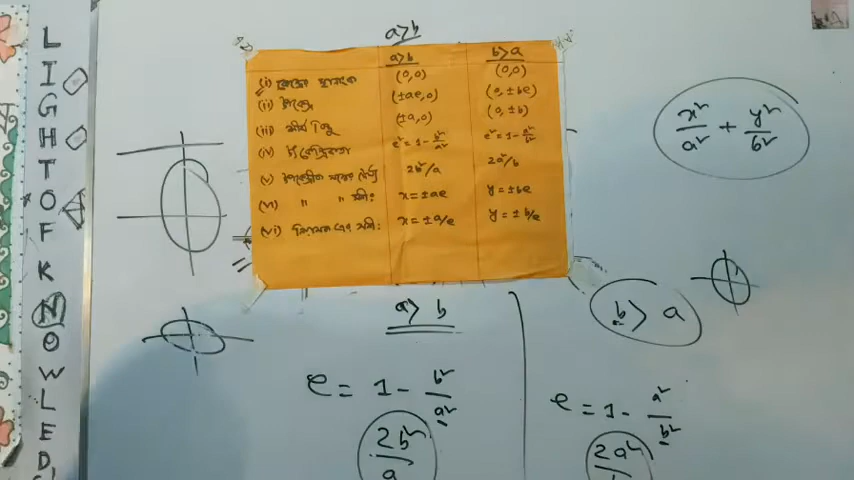 L
I
G
H
T
O
F
K
N
O
W
L
E
D
a>b
a>b b>a
(i) কেন্দ্রের স্থানাংক (0,0) (0,0)
(ii) উপকেন্দ্র (±ae,0) (0,±be)
(iii) শীর্ষ বিন্দু (±a,0) (0,±b)
(iv) উৎকেন্দ্রিকতা e²=1-b²/a² e²=1-a²/b²
(v) উপকেন্দ্রিক লম্বের দৈর্ঘ্য 2b²/a 2a²/b
(vi) " " সমী: x=±ae y=±be
(vi) নিয়ামক এর সমী: x=±a/e y=±b/e
x²/a² + y²/b²
a> b
b> a
e = 1 - b²/a²
e = 1 - a²/b²
2b²/a
2a²